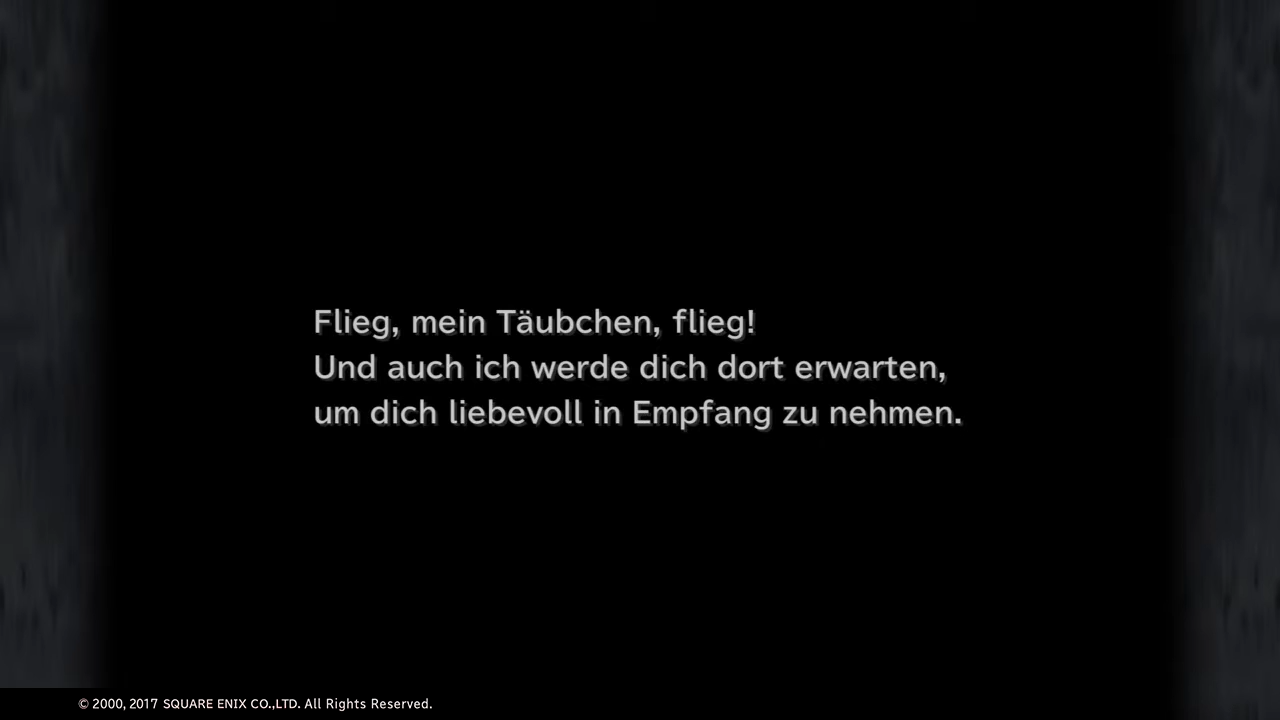 Flieg, mein Täubchen, flieg!
Und auch ich werde dich dort erwarten,
um dich liebevoll in Empfang zu nehmen.
© 2000, 2017 SQUARE ENIX CO.,LTD. All Rights Reserved.